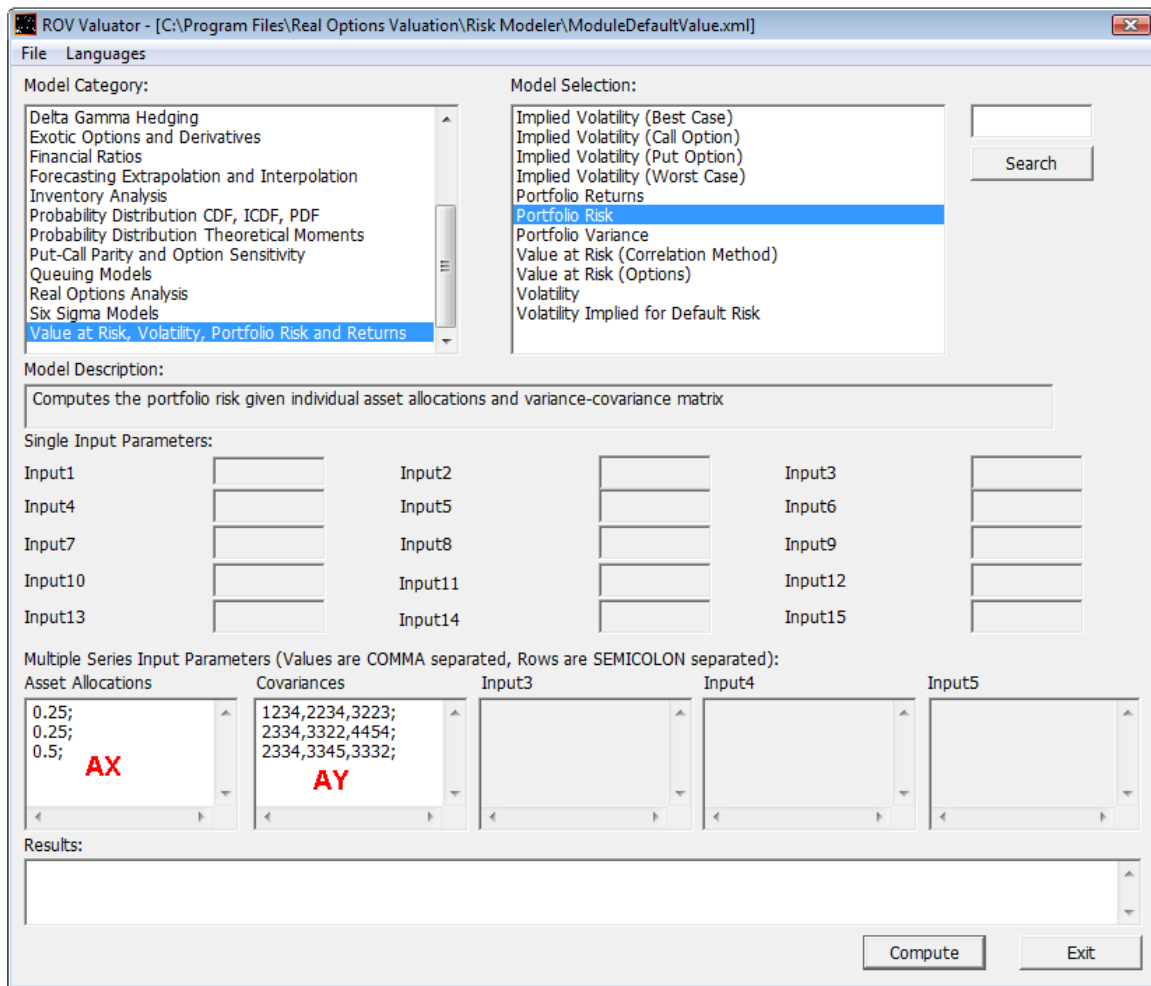 ROV Valuator - [C:\Program Files\Real Options Valuation\Risk Modeler\ModuleDefaultValue.xml]
File Languages
Model Category:
Delta Gamma Hedging
Exotic Options and Derivatives
Financial Ratios
Forecasting Extrapolation and Interpolation
Inventory Analysis
Probability Distribution CDF, ICDF, PDF
Probability Distribution Theoretical Moments
Put-Call Parity and Option Sensitivity
Queuing Models
Real Options Analysis
Six Sigma Models
Value at Risk, Volatility, Portfolio Risk and Returns
Model Selection:
Implied Volatility (Best Case)
Implied Volatility (Call Option)
Implied Volatility (Put Option)
Implied Volatility (Worst Case)
Portfolio Returns
Portfolio Risk
Portfolio Variance
Value at Risk (Correlation Method)
Value at Risk (Options)
Volatility
Volatility Implied for Default Risk
Search
Model Description:
Computes the portfolio risk given individual asset allocations and variance-covariance matrix
Single Input Parameters:
Input1 Input2 Input3
Input4 Input5 Input6
Input7 Input8 Input9
Input10 Input11 Input12
Input13 Input14 Input15
Multiple Series Input Parameters (Values are COMMA separated, Rows are SEMICOLON separated):
Asset Allocations Covariances Input3 Input4 Input5
0.25;
0.25;
0.5;
AX
1234,2234,3223;
2334,3322,4454;
2334,3345,3332;
AY
Results:
Compute Exit